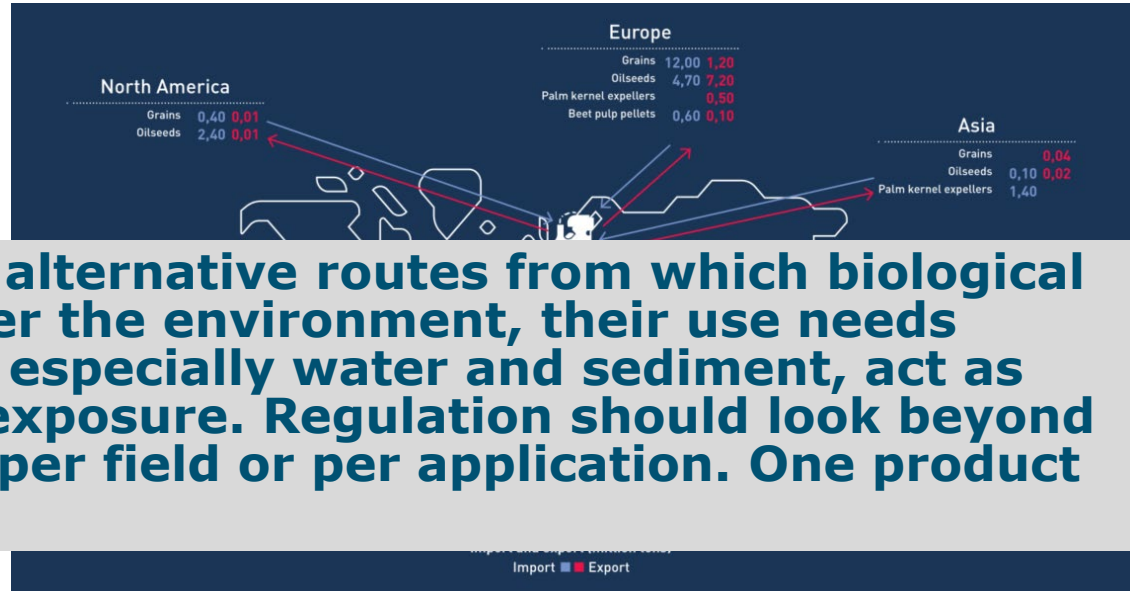 Europe
Grains 12,00 1,20
Oilseeds 4,70 7,20
Palm kernel expellers 0,50
Beet pulp pellets 0,60 0,10
North America
Grains 0,40 0,01
Oilseeds 2,40 0,01
Asia
Grains 0,04
Oilseeds 0,10 0,02
Palm kernel expellers 1,40
alternative routes from which biological
er the environment, their use needs
especially water and sediment, act as
exposure. Regulation should look beyond
per field or per application. One product
Import Export